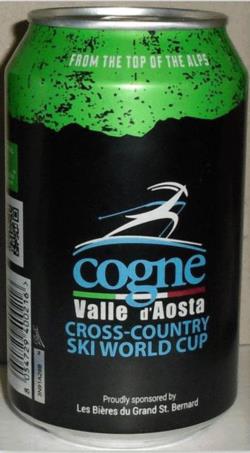 FROM THE TOP OF THE ALPS
cogne
Valle d'Aosta
CROSS-COUNTRY
SKI WORLD CUP
Proudly sponsored by
Les Bières du Grand St. Bernard